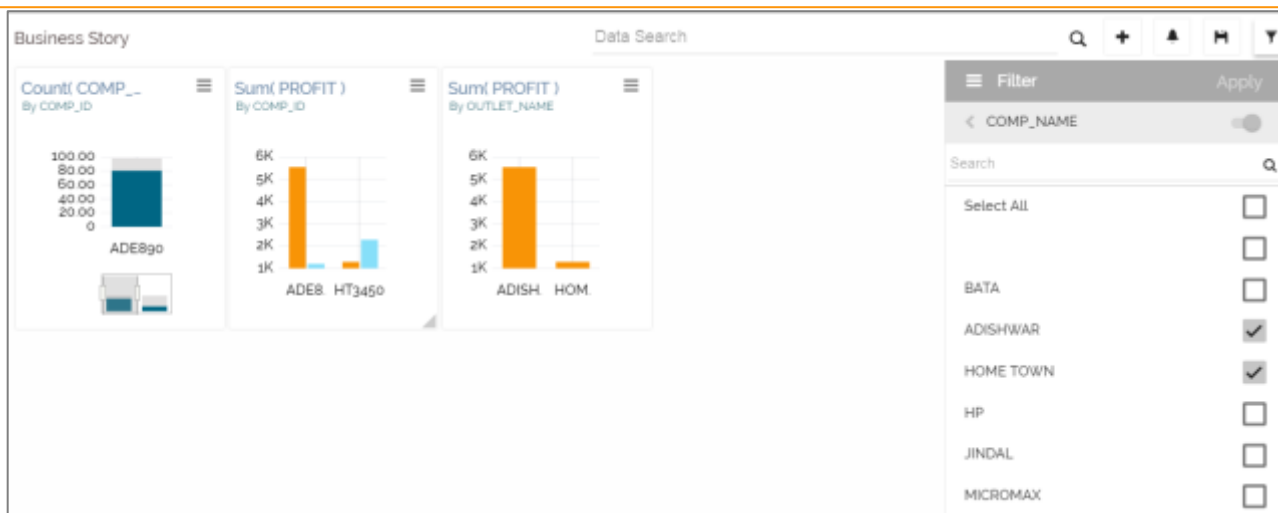 Business Story
Data Search
Count( COMP_..
By COMP_ID
100.00
80.00
60.00
40.00
20.00
0
ADE890
Sum( PROFIT )
By COMP_ID
6K
5K
4K
3K
2K
1K
ADE8. HT3450
Sum( PROFIT )
By OUTLET_NAME
6K
5K
4K
3K
2K
1K
ADISH. HOM.
Filter Apply
COMP_NAME
Search
Select All
BATA
ADISHWAR
HOME TOWN
HP
JINDAL
MICROMAX